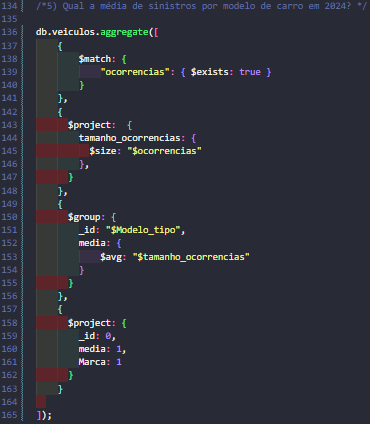 134 /*5) Qual a média de sinistros por modelo de carro em 2024? */
135
136 db.veiculos.aggregate([
137     {
138         $match: {
139             "ocorrencias": { $exists: true }
140         }
141     },
142     {
143       $project:  {
144         tamanho_ocorrencias: {
145           $size: "$ocorrencias"
146         },
147       }
148     },
149     {
150       $group: {
151         _id: "$Modelo_tipo",
152         media: {
153             $avg: "$tamanho_ocorrencias"
154         }
155       }
156     },
157     {
158       $project: {
159         _id: 0,
160         media: 1,
161         Marca: 1
162       }
163     }
164
165 ]);